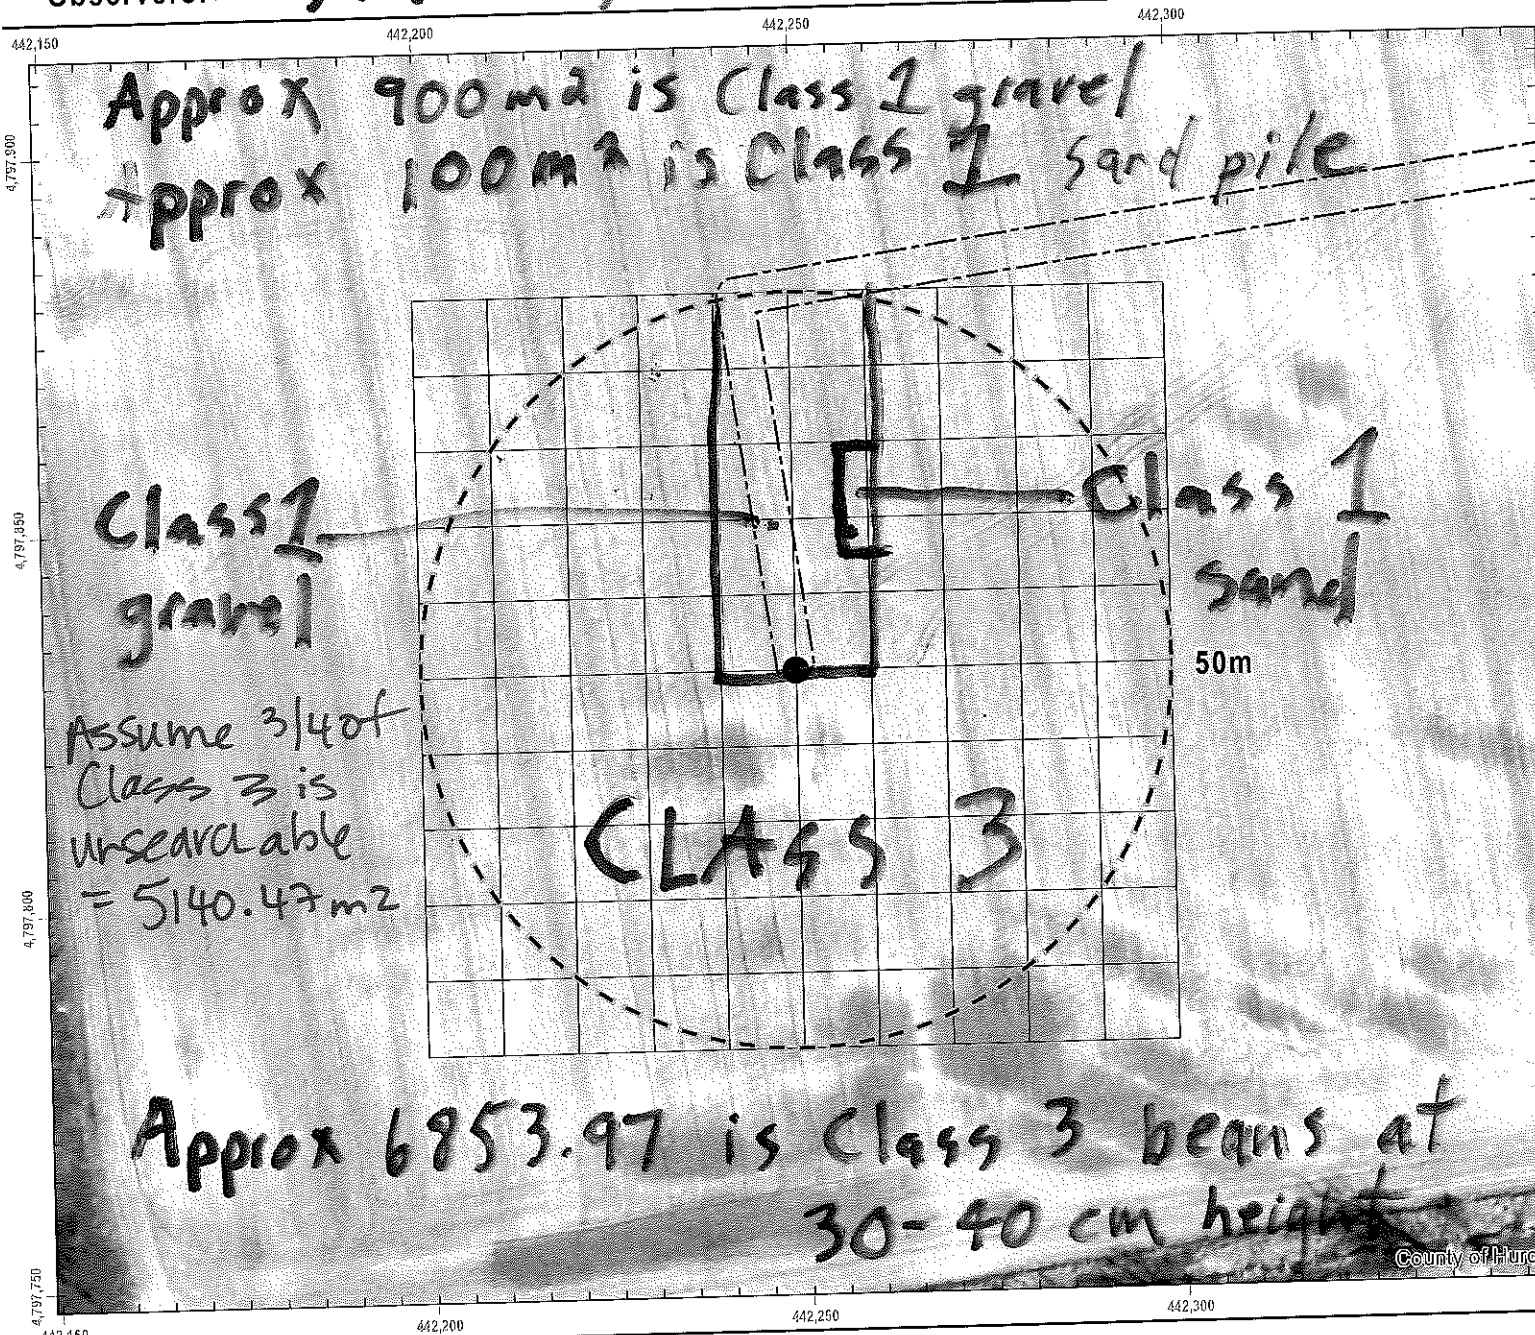 442,150 442,200 442,250 442,300
Approx 900m2 is Class 1 gravel
Approx 100m2 is Class 1 sand pile
4,797,900
Class 1
gravel
Class 1
sand
4,797,850
50m
Assume 3/4 of
Class 3 is
unsearchable
= 5140.47m2
CLASS 3
4,797,800
Approx 6853.97 is Class 3 beans at
30-40 cm height
4,797,750
442,200 442,250 442,300